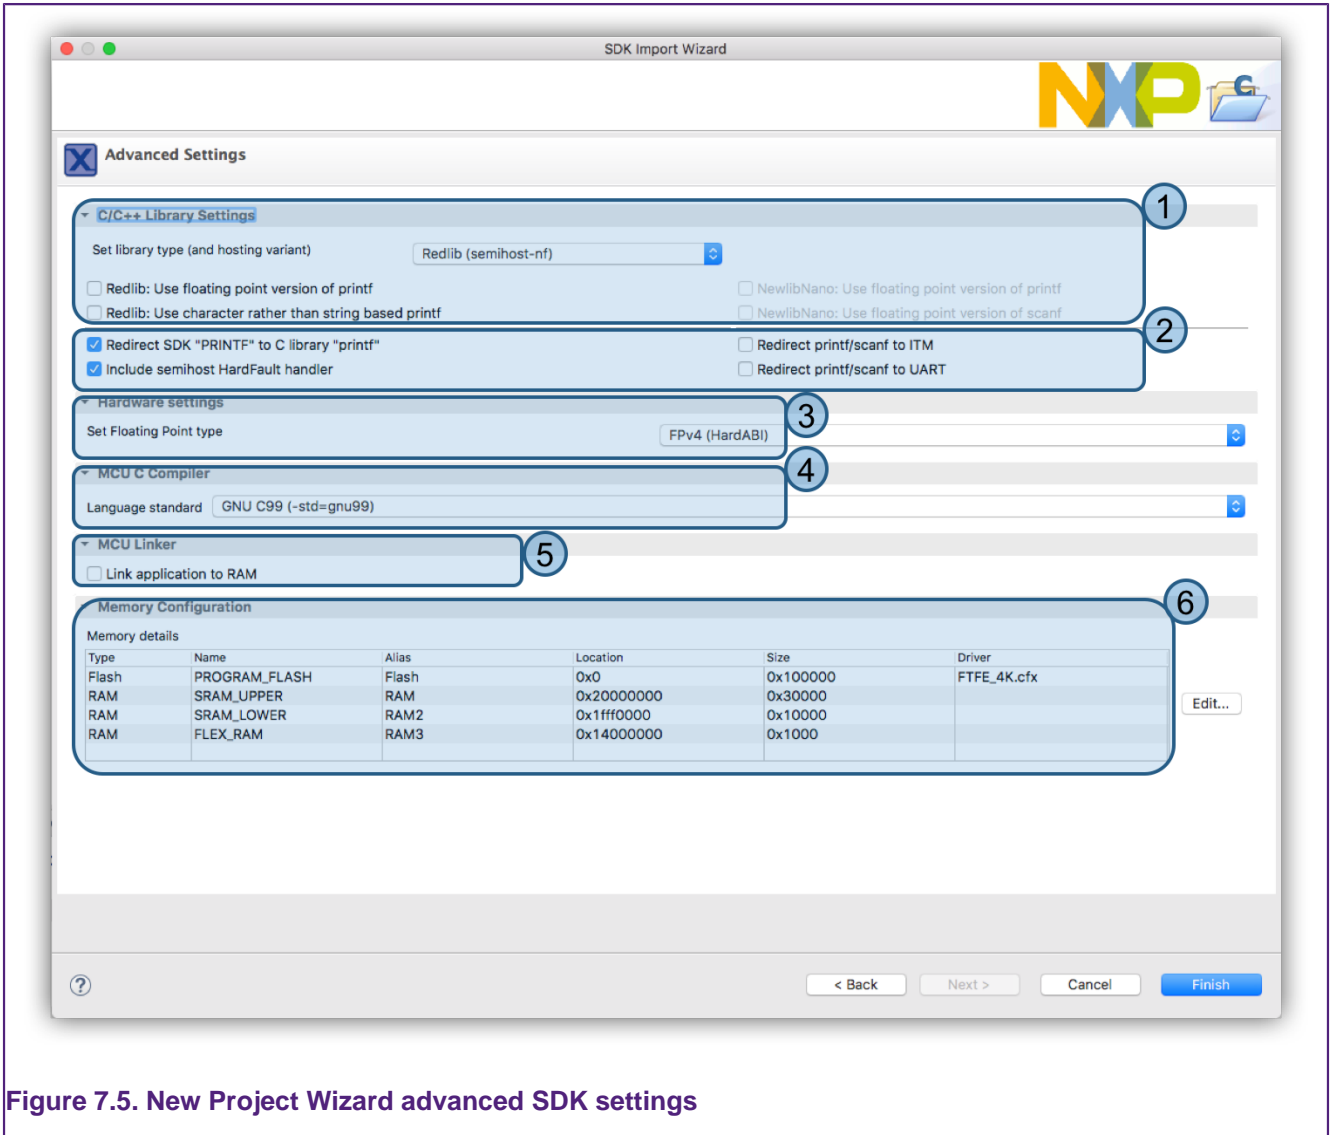 SDK Import Wizard
NXP
C
X
Advanced Settings
1
C/C++ Library Settings
Set library type (and hosting variant) Redlib (semihost-nf)
Redlib: Use floating point version of printf NewlibNano: Use floating point version of printf
Redlib: Use character rather than string based printf NewlibNano: Use floating point version of scanf
2
Redirect SDK "PRINTF" to C library "printf" Redirect printf/scanf to ITM
Include semihost HardFault handler Redirect printf/scanf to UART
Hardware settings
3
Set Floating Point type FPv4 (HardABI)
MCU C Compiler
4
Language standard GNU C99 (-std=gnu99)
MCU Linker
5
Link application to RAM
Memory Configuration
6
Memory details
Type Name Alias Location Size Driver
Flash PROGRAM_FLASH Flash 0x0 0x100000 FTFE_4K.cfx
RAM SRAM_UPPER RAM 0x20000000 0x30000
RAM SRAM_LOWER RAM2 0x1fff0000 0x10000
RAM FLEX_RAM RAM3 0x14000000 0x1000
Edit...
? < Back Next > Cancel Finish
Figure 7.5. New Project Wizard advanced SDK settings